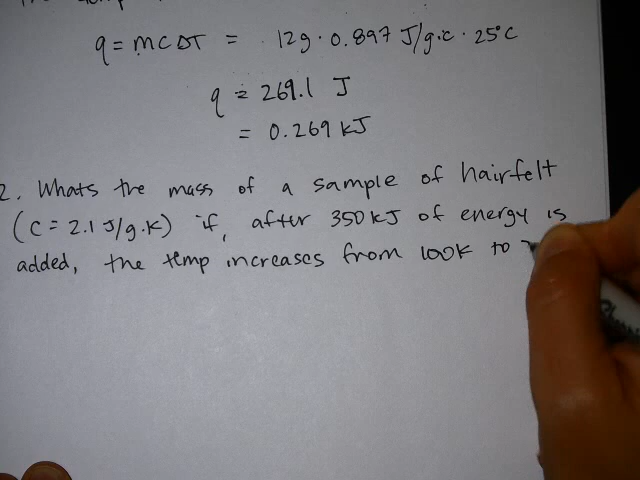 q = mCΔT = 12g · 0.897 J/g·c · 25°C
q = 269.1 J
= 0.269 kJ
2. Whats the mass of a sample of hairfelt
(C = 2.1 J/g.K) if, after 350 kJ of energy is
added, the temp increases from 100K to